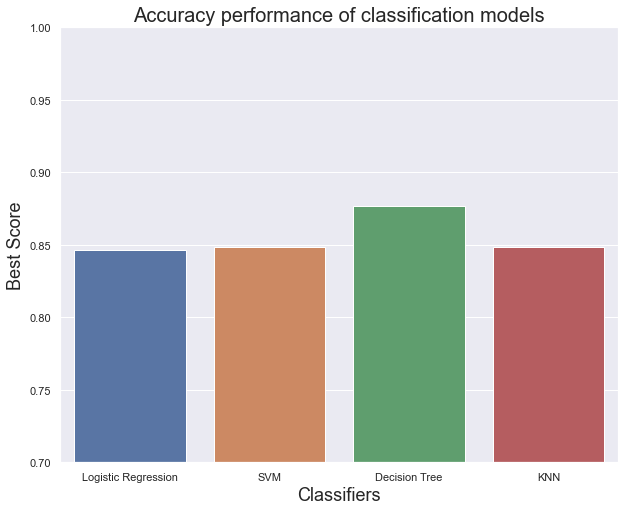 Accuracy performance of classification models
Best Score
1.00
0.95
0.90
0.85
0.80
0.75
0.70
Logistic Regression
SVM
Decision Tree
KNN
Classifiers